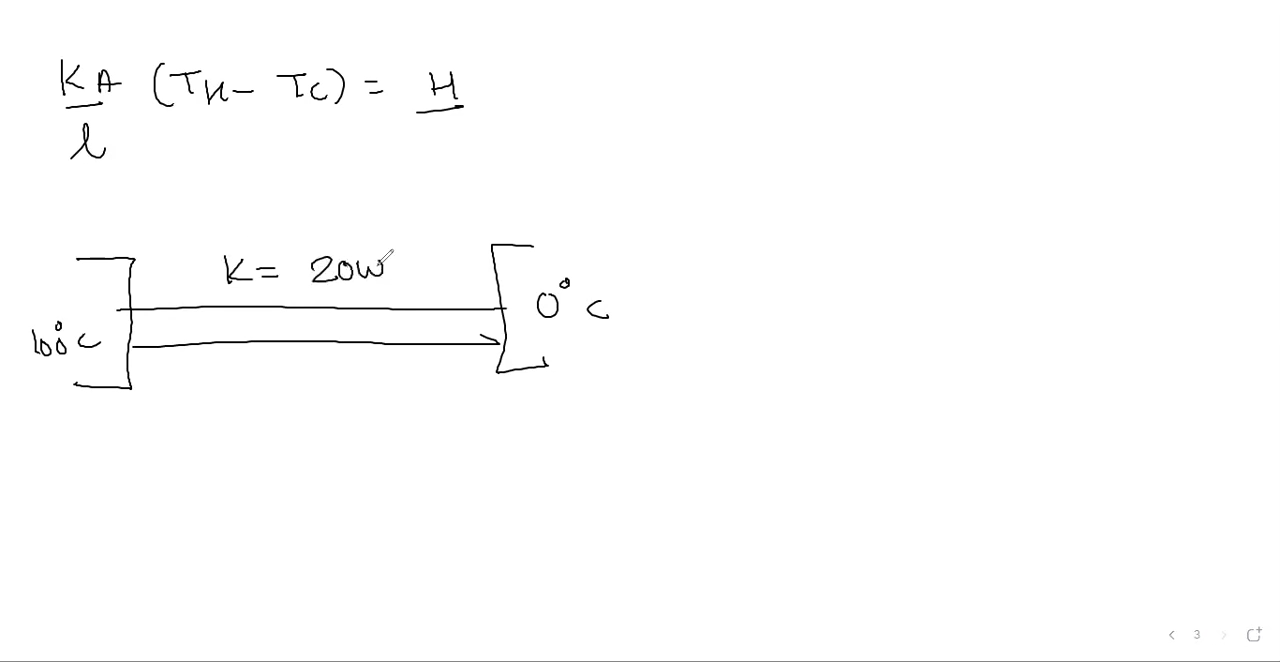 KA (TH - TC) = H
l
K = 20W
100°C
0°C
3